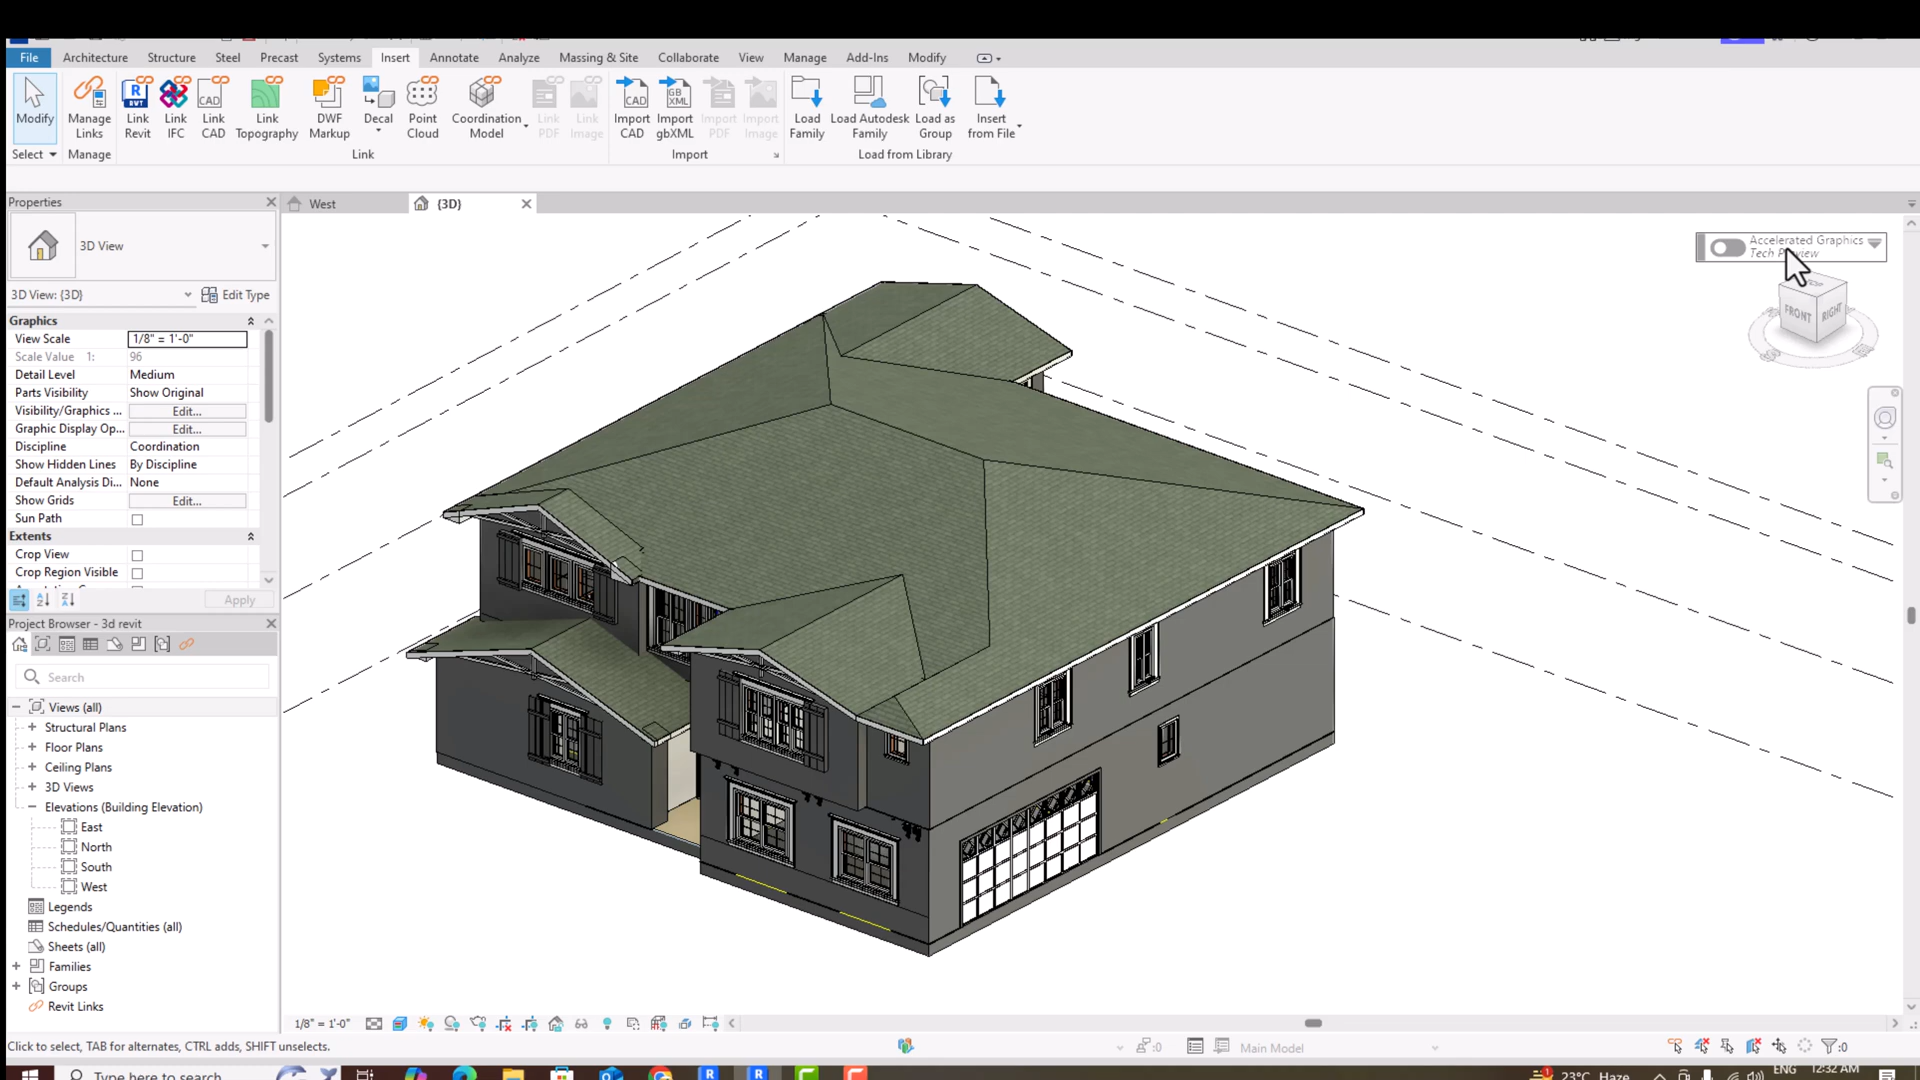 File Architecture Structure Steel Precast Systems Insert Annotate Analyze Massing & Site Collaborate View Manage Add-Ins Modify
Modify
Manage Links
Link Revit
Link IFC
Link CAD
Link Topography
DWF Markup
Decal
Point Cloud
Coordination Model
Link PDF
Link Image
Import CAD
Import gbXML
Import PDF
Import Image
Load Family
Load Autodesk Family
Load as Group
Insert from File
Select Manage Link Import Load from Library
Properties
West
{3D}
3D View
3D View: {3D} Edit Type
Graphics
View Scale 1/8" = 1'-0"
Scale Value 1: 96
Detail Level Medium
Parts Visibility Show Original
Visibility/Graphics ... Edit...
Graphic Display Op... Edit...
Discipline Coordination
Show Hidden Lines By Discipline
Default Analysis Di... None
Show Grids Edit...
Sun Path
Extents
Crop View
Crop Region Visible
Apply
Project Browser - 3d revit
Search
Views (all)
Structural Plans
Floor Plans
Ceiling Plans
3D Views
Elevations (Building Elevation)
East
North
South
West
Legends
Schedules/Quantities (all)
Sheets (all)
Families
Groups
Revit Links
Accelerated Graphics
Tech Preview
FRONT RIGHT
1/8" = 1'-0"
Click to select, TAB for alternates, CTRL adds, SHIFT unselects.
:0 Main Model :0
Type here to search
23°C Haze ENG 12:32 AM